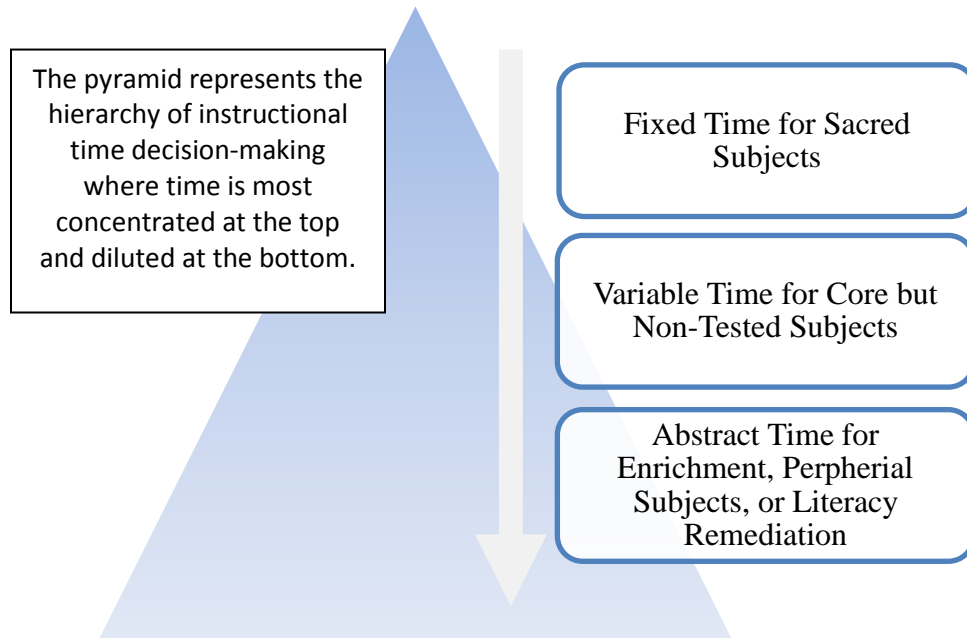 The pyramid represents the
hierarchy of instructional
time decision-making
where time is most
concentrated at the top
and diluted at the bottom.
Fixed Time for Sacred
Subjects
Variable Time for Core but
Non-Tested Subjects
Abstract Time for
Enrichment, Perpherial
Subjects, or Literacy
Remediation